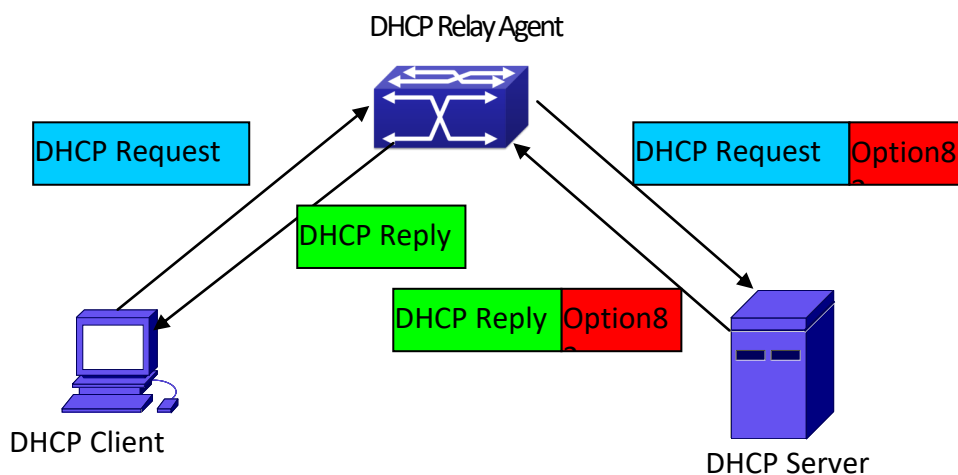 DHCP Relay Agent
DHCP Request
DHCP Request
Option8
DHCP Reply
DHCP Reply
Option8
DHCP Client
DHCP Server